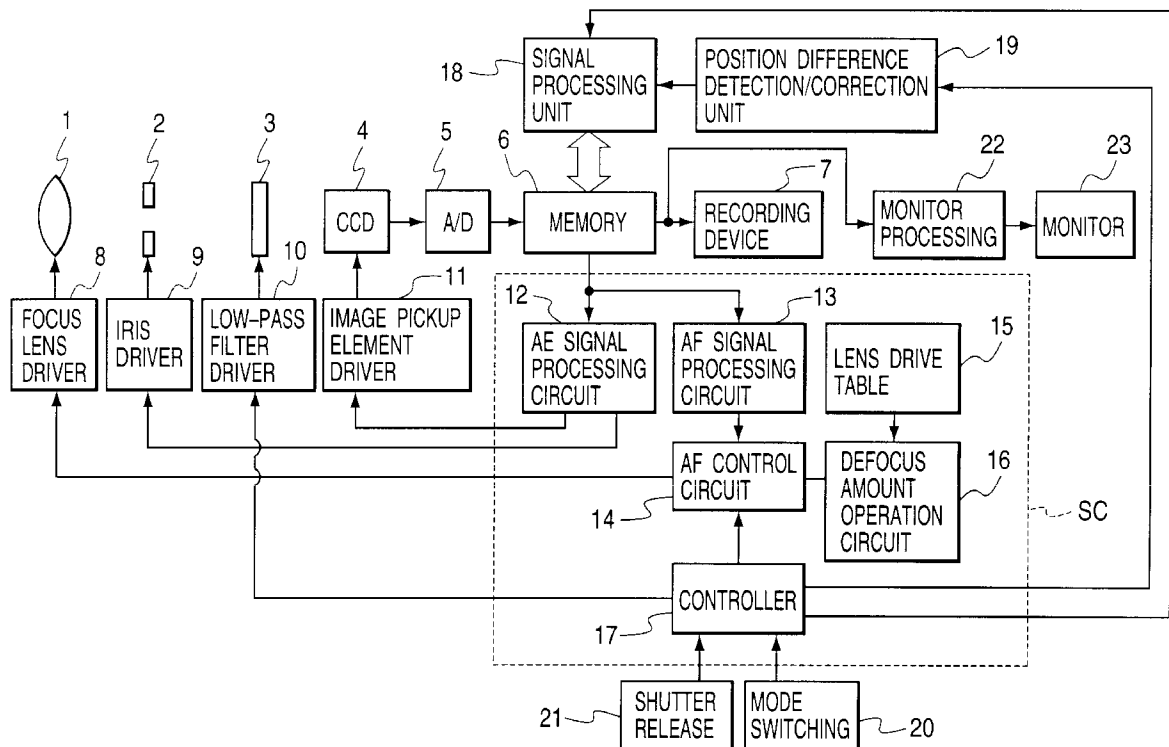 18
SIGNAL
PROCESSING
UNIT
POSITION DIFFERENCE
DETECTION/CORRECTION
UNIT
19
1
2
3
4
5
6
7
22
23
CCD
A/D
MEMORY
RECORDING
DEVICE
MONITOR
PROCESSING
MONITOR
8
9
10
11
12
13
15
FOCUS
LENS
DRIVER
IRIS
DRIVER
LOW-PASS
FILTER
DRIVER
IMAGE PICKUP
ELEMENT
DRIVER
AE SIGNAL
PROCESSING
CIRCUIT
AF SIGNAL
PROCESSING
CIRCUIT
LENS DRIVE
TABLE
AF CONTROL
CIRCUIT
14
DEFOCUS
AMOUNT
OPERATION
CIRCUIT
16
SC
CONTROLLER
17
21
SHUTTER
RELEASE
MODE
SWITCHING
20